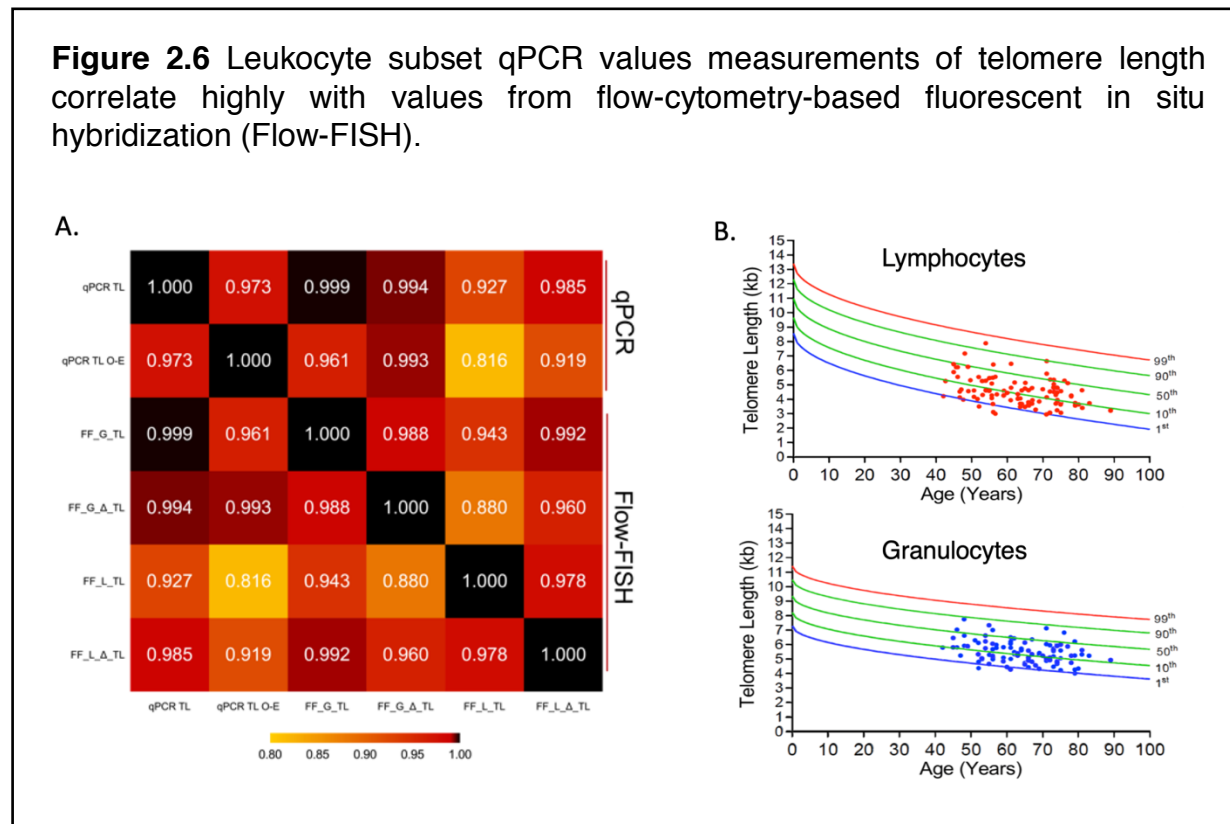 Figure 2.6 Leukocyte subset qPCR values measurements of telomere length
correlate highly with values from flow-cytometry-based fluorescent in situ
hybridization (Flow-FISH).
A.
qPCR TL 1.000 0.973 0.999 0.994 0.927 0.985
qPCR TL O-E 0.973 1.000 0.961 0.993 0.816 0.919
FF_G_TL 0.999 0.961 1.000 0.988 0.943 0.992
FF_G_Δ_TL 0.994 0.993 0.988 1.000 0.880 0.960
FF_L_TL 0.927 0.816 0.943 0.880 1.000 0.978
FF_L_Δ_TL 0.985 0.919 0.992 0.960 0.978 1.000
qPCR TL qPCR TL O-E FF_G_TL FF_G_Δ_TL FF_L_TL FF_L_Δ_TL
qPCR
Flow-FISH
0.80 0.85 0.90 0.95 1.00
B.
Lymphocytes
Telomere Length (kb)
15
14
13
12
11
10
9
8
7
6
5
4
3
2
1
0
99th
90th
50th
10th
1st
0 10 20 30 40 50 60 70 80 90 100
Age (Years)
Granulocytes
Telomere Length (kb)
15
14
13
12
11
10
9
8
7
6
5
4
3
2
1
0
99th
90th
50th
10th
1st
0 10 20 30 40 50 60 70 80 90 100
Age (Years)